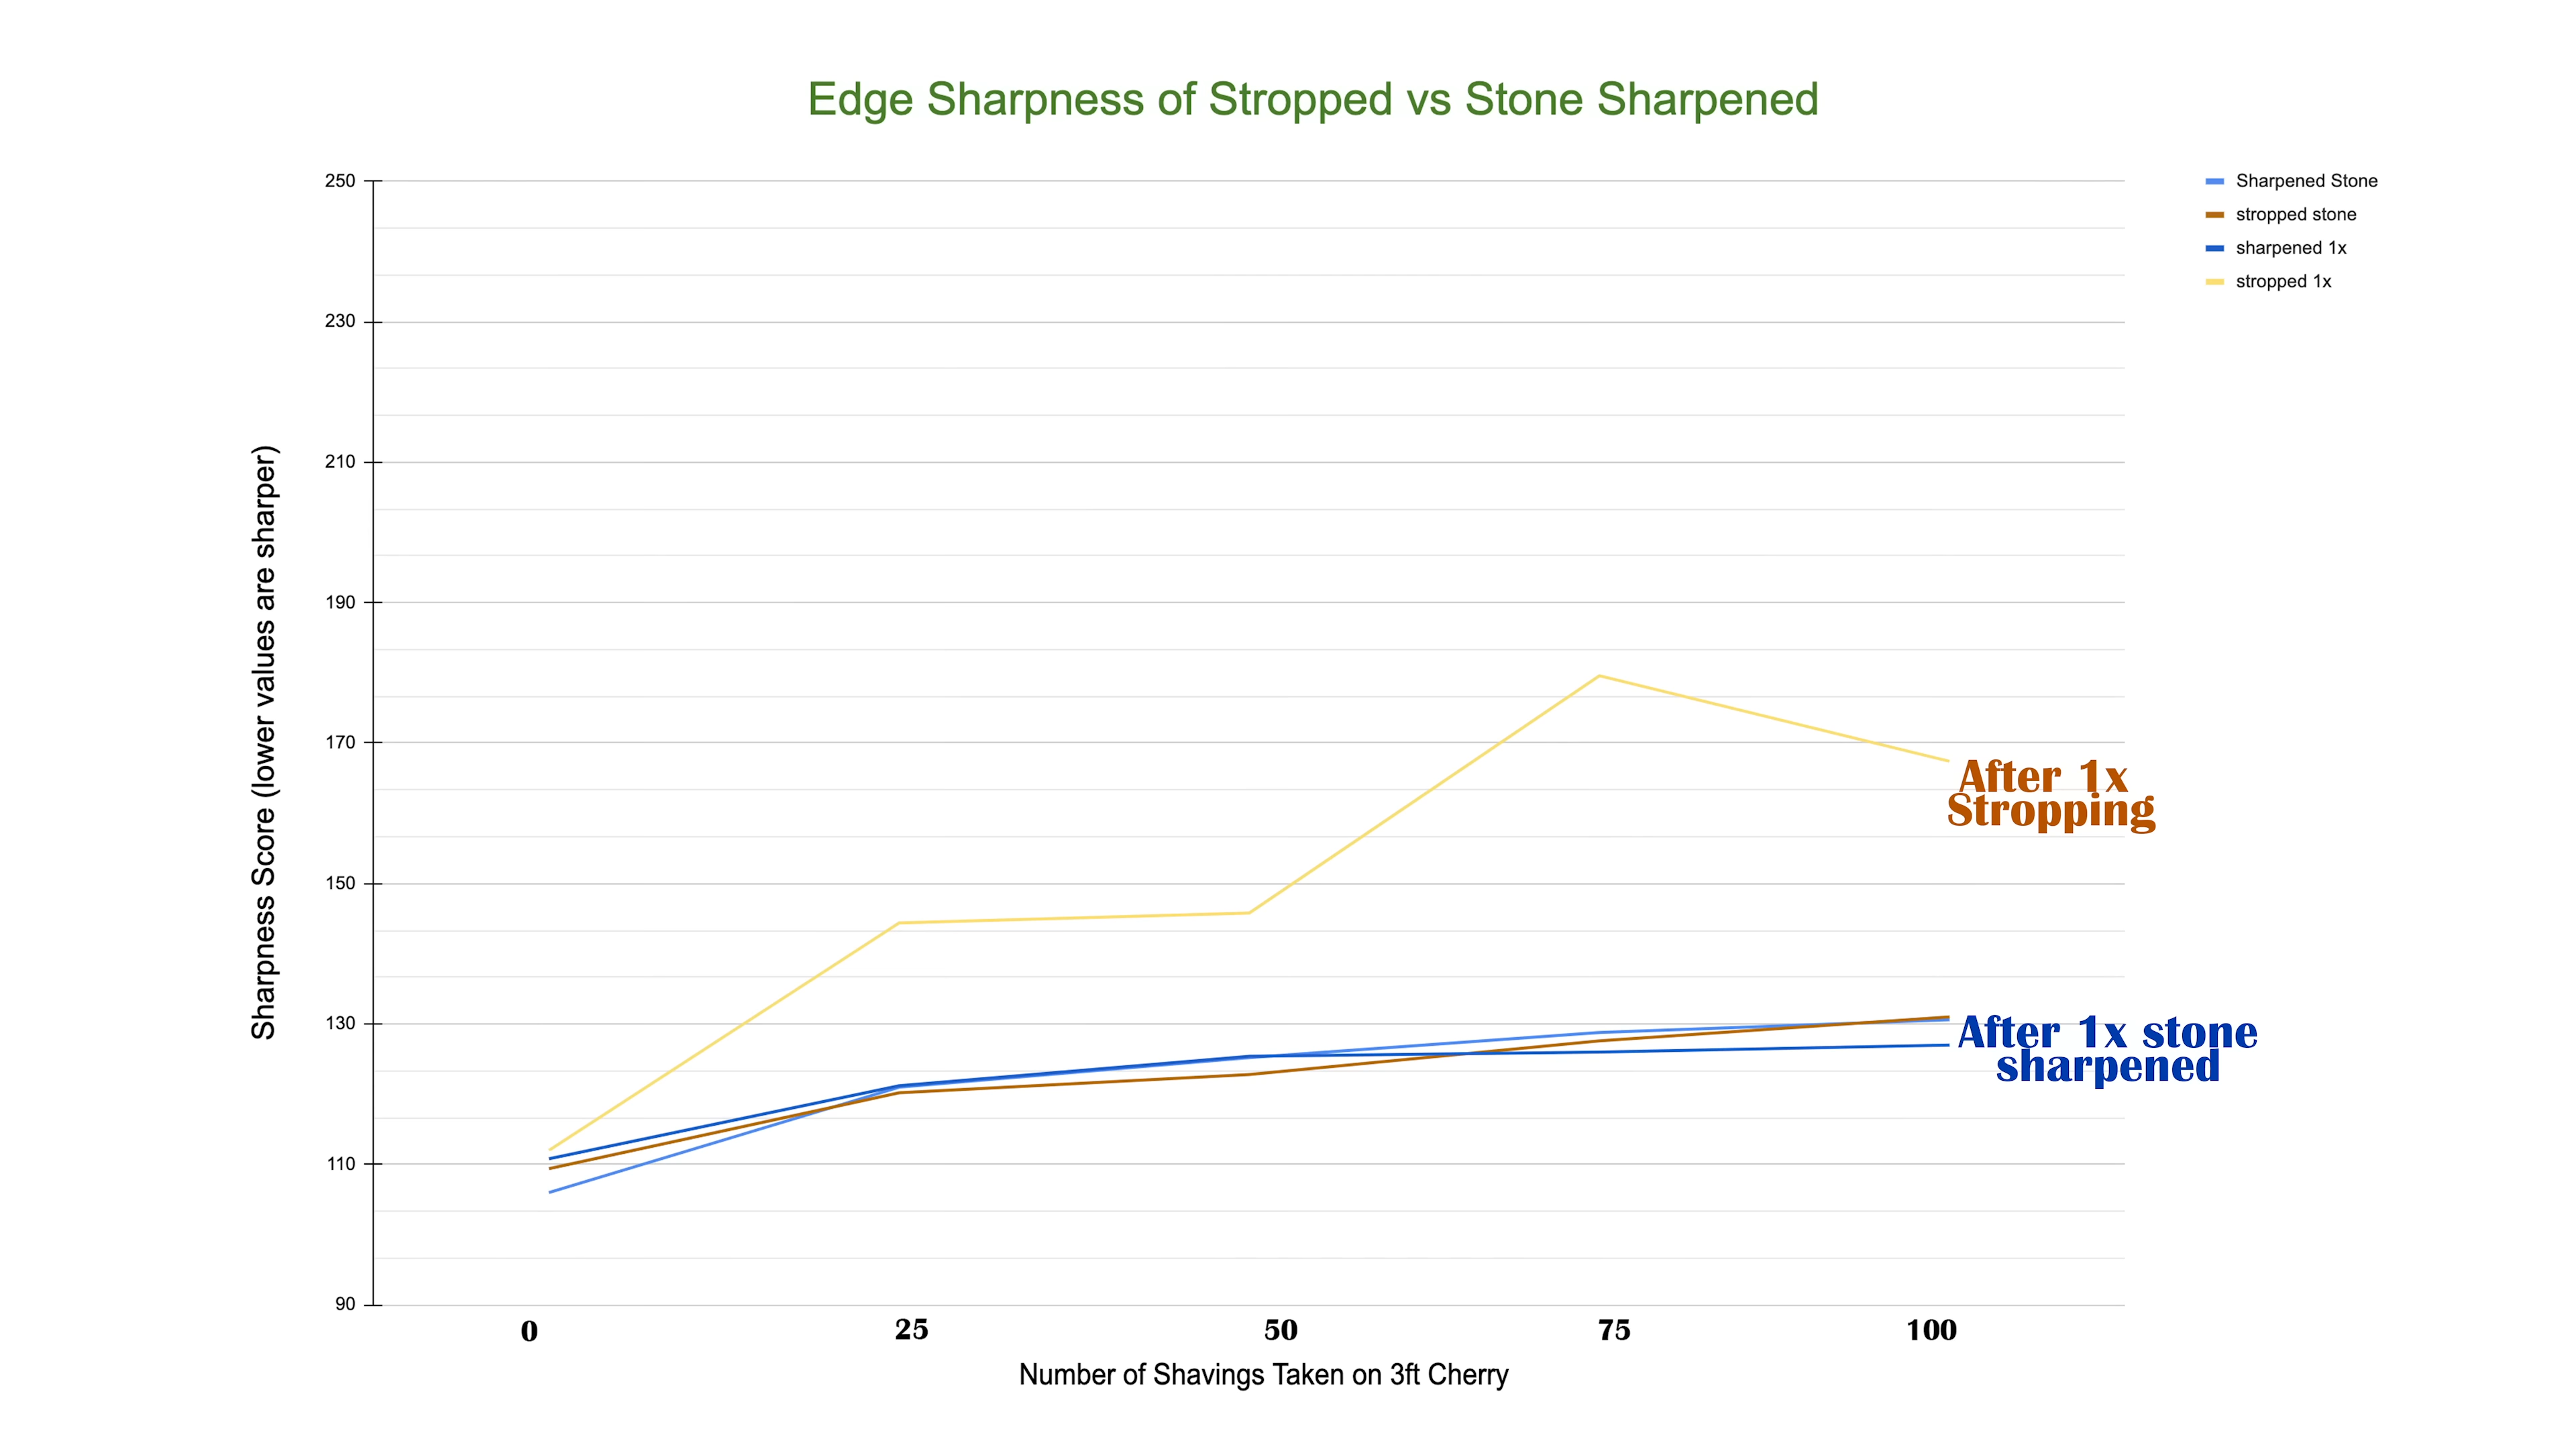 Edge Sharpness of Stropped vs Stone Sharpened
Sharpened Stone
stropped stone
sharpened 1x
stropped 1x
Sharpness Score (lower values are sharper)
250
230
210
190
170
150
130
110
90
After 1x
Stropping
After 1x stone
sharpened
0 25 50 75 100
Number of Shavings Taken on 3ft Cherry